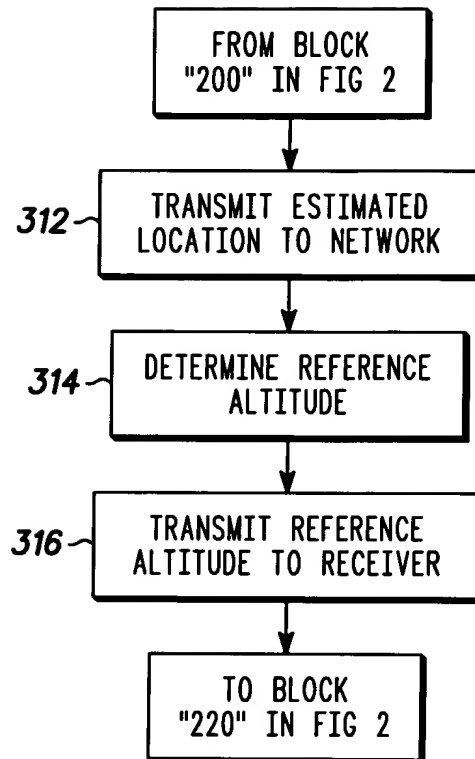 FROM BLOCK
"200" IN FIG 2
312
TRANSMIT ESTIMATED
LOCATION TO NETWORK
314
DETERMINE REFERENCE
ALTITUDE
316
TRANSMIT REFERENCE
ALTITUDE TO RECEIVER
TO BLOCK
"220" IN FIG 2